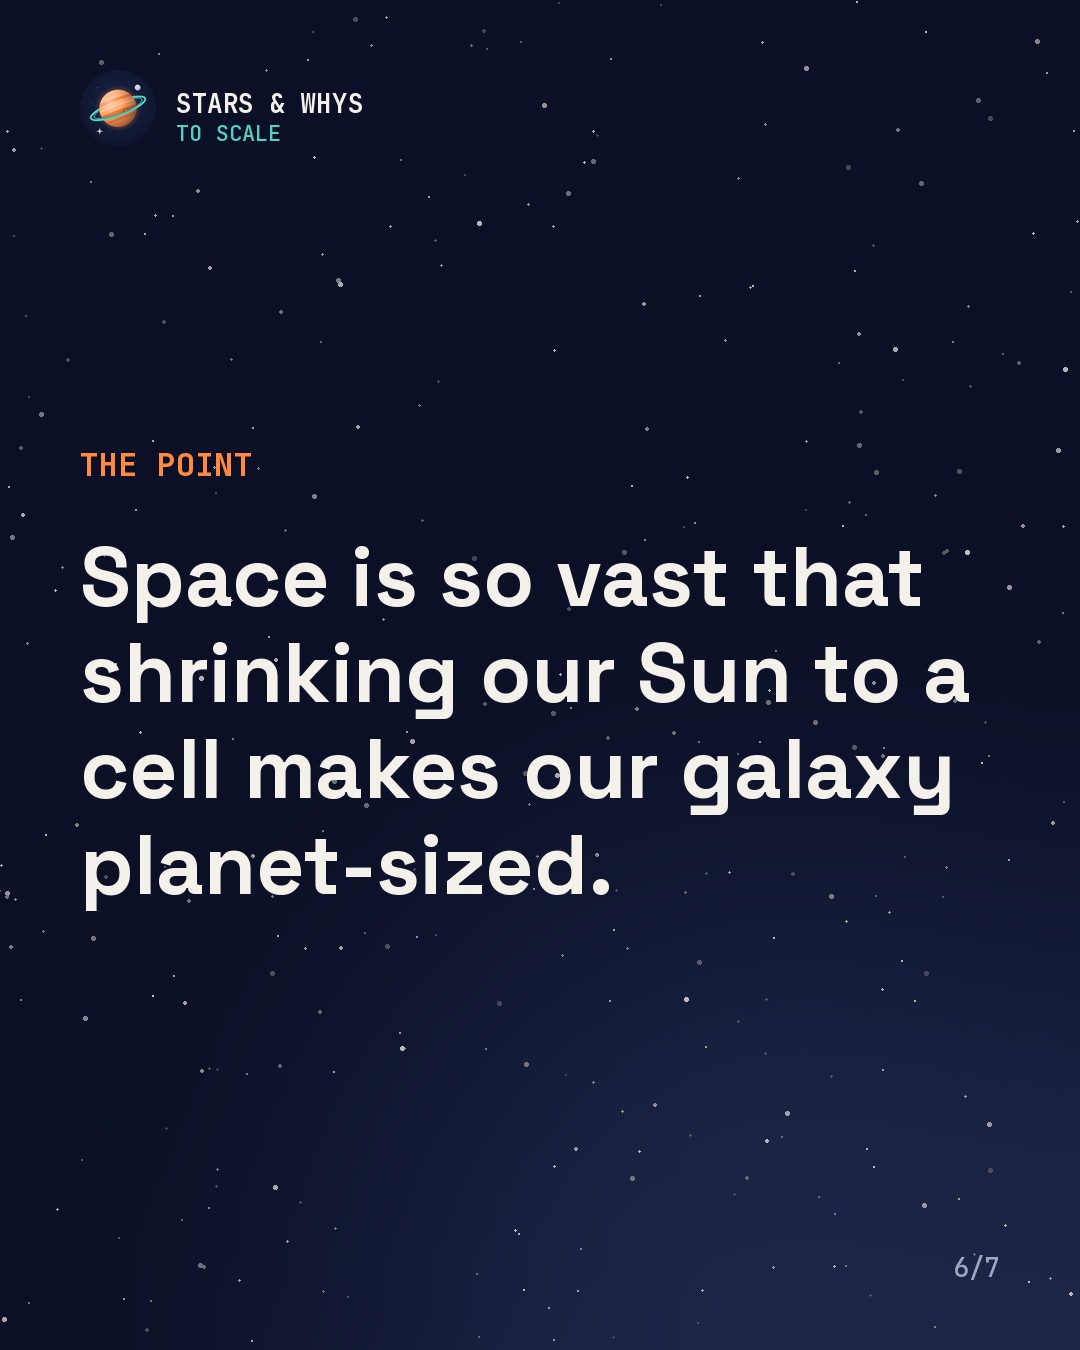 STARS & WHYS
TO SCALE
THE POINT
Space is so vast that
shrinking our Sun to a
cell makes our galaxy
planet-sized.
6/7